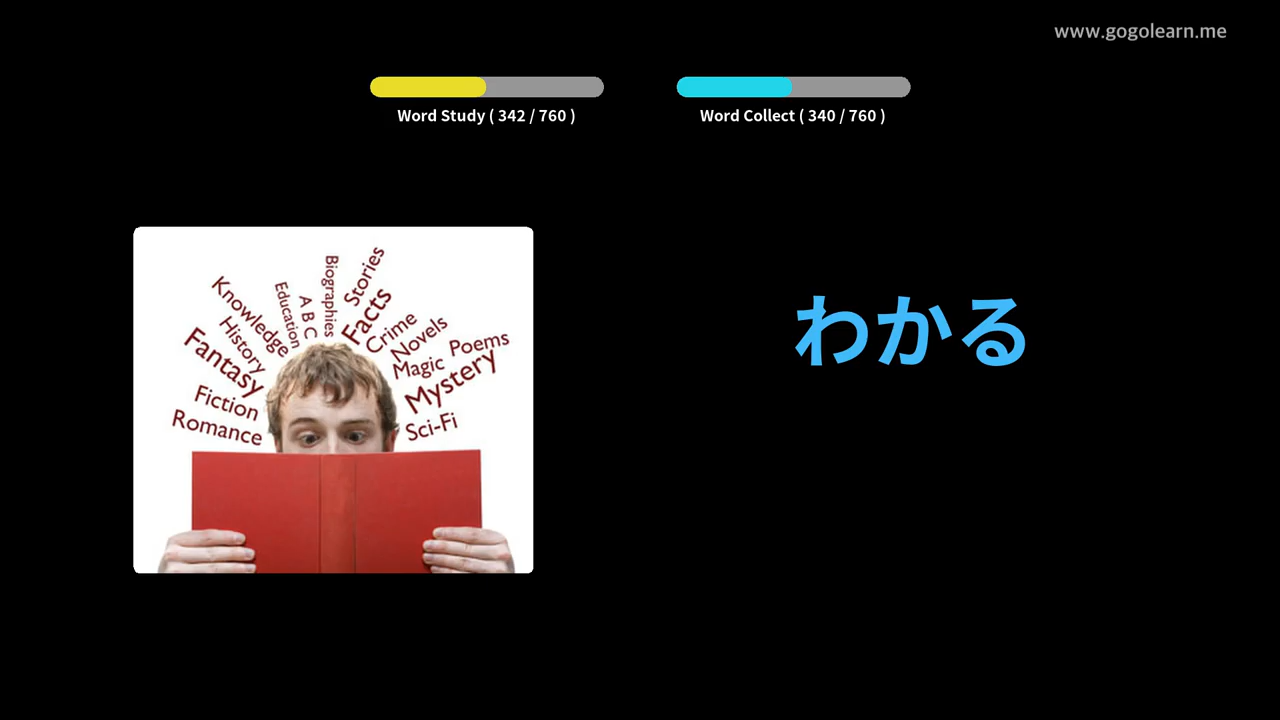 www.gogolearn.me
Word Study ( 342 / 760 )
Word Collect ( 340 / 760 )
わかる
Biographies
Stories
Knowledge
Education
A B C
Facts
Crime
History
Novels
Poems
Fantasy
Magic
Mystery
Fiction
Romance
Sci-Fi